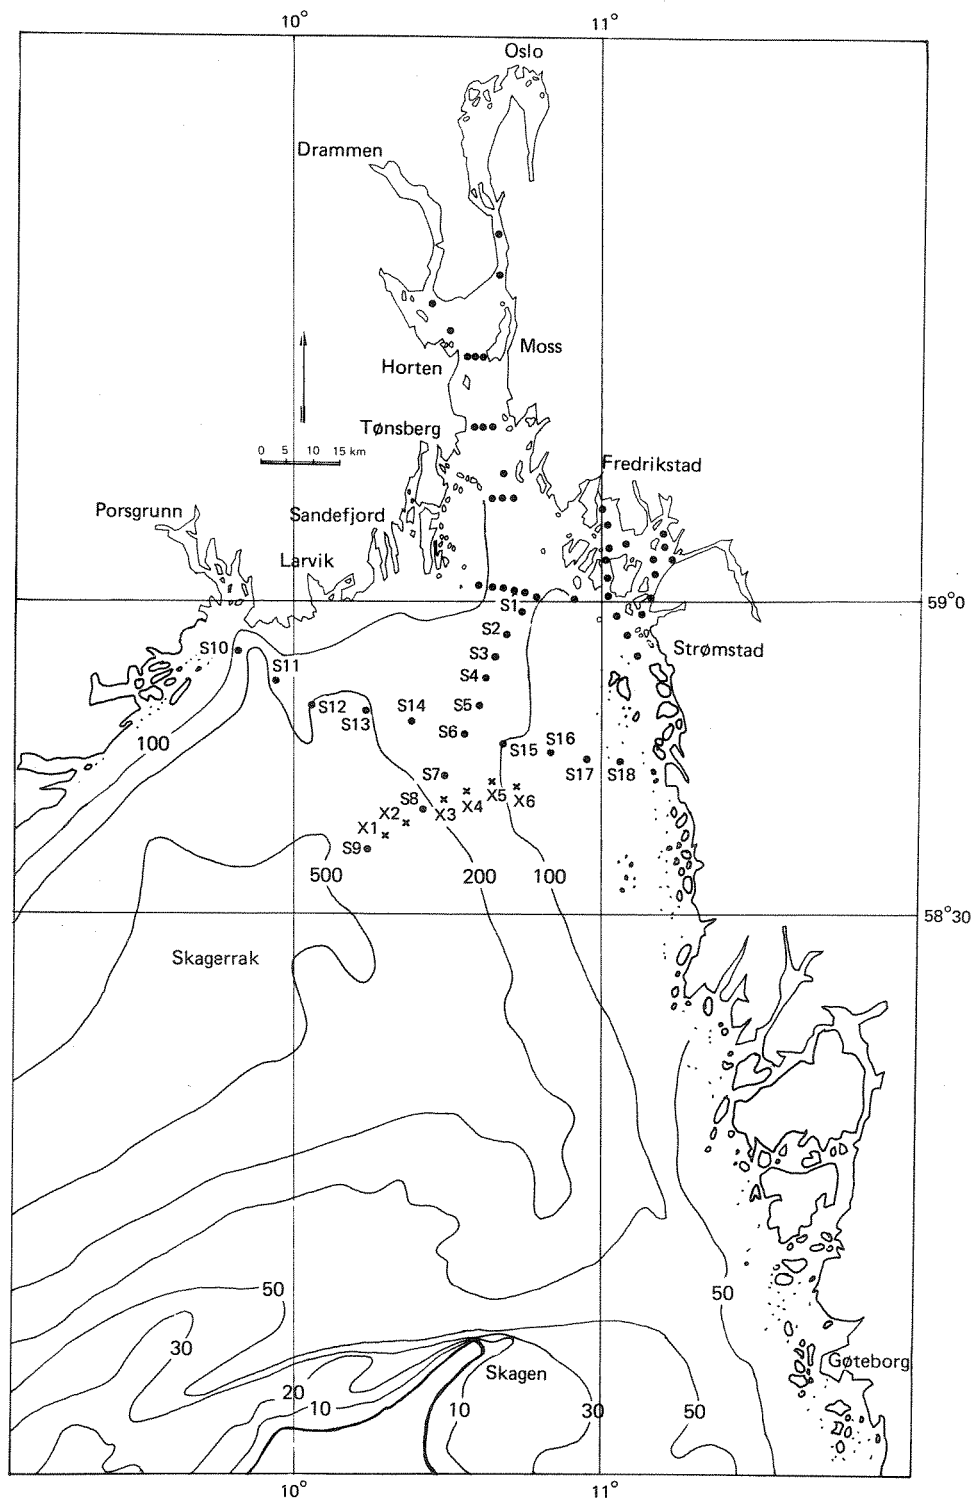 10° 11°
Oslo
Drammen
Moss
Horten
Tønsberg
0 5 10 15 km
Fredrikstad
Porsgrunn
Sandefjord
Larvik
59°0
S1
S2
Strømstad
S10
S3
S11
S4
S12
S14
S5
S13
S6
S16
100
S15
S17
S18
S7
X5
S8
X6
X4
X2
X3
X1
S9
500
200
100
58°30
Skagerrak
50
50
30
Gøteborg
Skagen
20
10
10
30
50
10° 11°